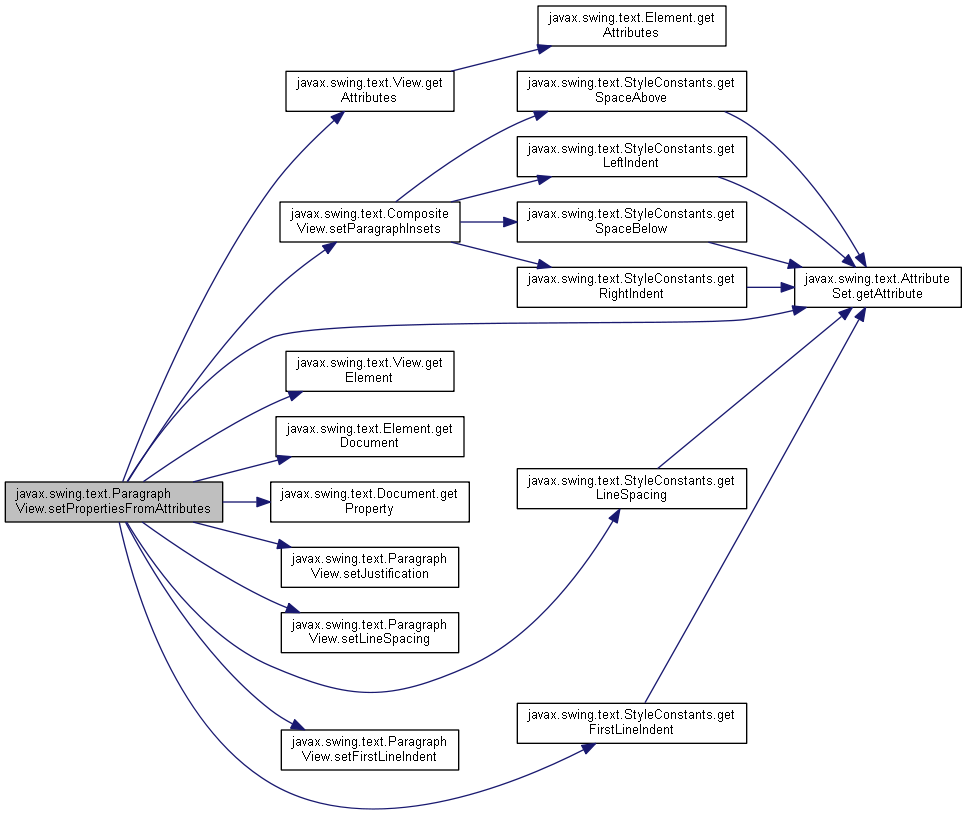 javax.swing.text.Element.get
Attributes
javax.swing.text.View.get
Attributes
javax.swing.text.StyleConstants.get
SpaceAbove
javax.swing.text.StyleConstants.get
LeftIndent
javax.swing.text.Composite
View.setParagraphInsets
javax.swing.text.StyleConstants.get
SpaceBelow
javax.swing.text.StyleConstants.get
RightIndent
javax.swing.text.Attribute
Set.getAttribute
javax.swing.text.View.get
Element
javax.swing.text.Element.get
Document
javax.swing.text.Paragraph
View.setPropertiesFromAttributes
javax.swing.text.Document.get
Property
javax.swing.text.StyleConstants.get
LineSpacing
javax.swing.text.Paragraph
View.setJustification
javax.swing.text.Paragraph
View.setLineSpacing
javax.swing.text.StyleConstants.get
FirstLineIndent
javax.swing.text.Paragraph
View.setFirstLineIndent